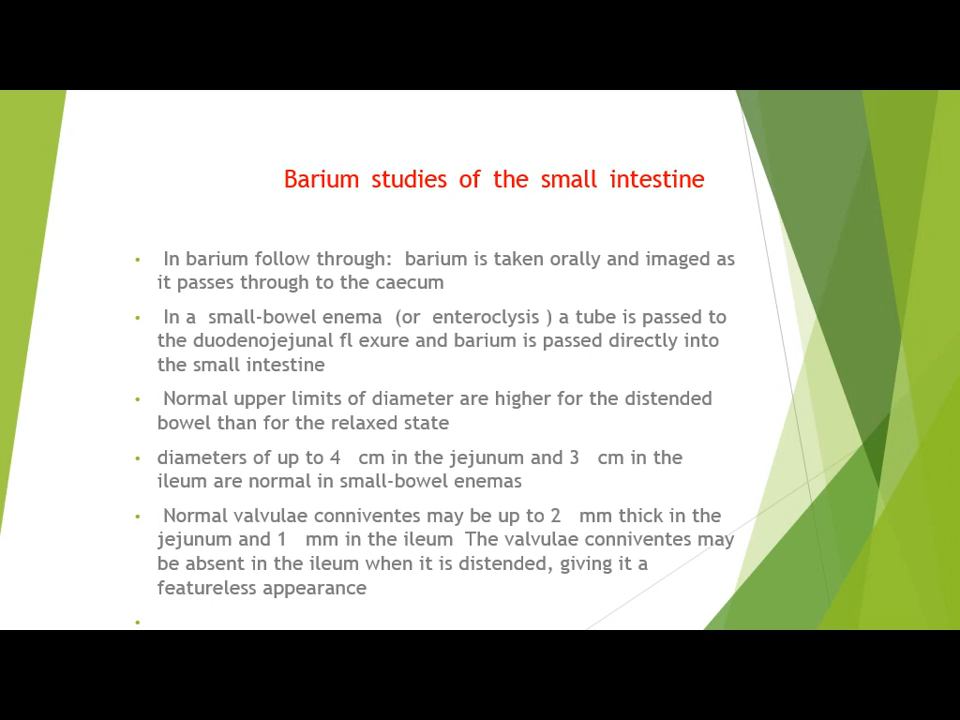 Barium studies of the small intestine
• In barium follow through: barium is taken orally and imaged as
it passes through to the caecum
• In a small-bowel enema (or enteroclysis ) a tube is passed to
the duodenojejunal fl exure and barium is passed directly into
the small intestine
• Normal upper limits of diameter are higher for the distended
bowel than for the relaxed state
• diameters of up to 4 cm in the jejunum and 3 cm in the
ileum are normal in small-bowel enemas
• Normal valvulae conniventes may be up to 2 mm thick in the
jejunum and 1 mm in the ileum The valvulae conniventes may
be absent in the ileum when it is distended, giving it a
featureless appearance
•